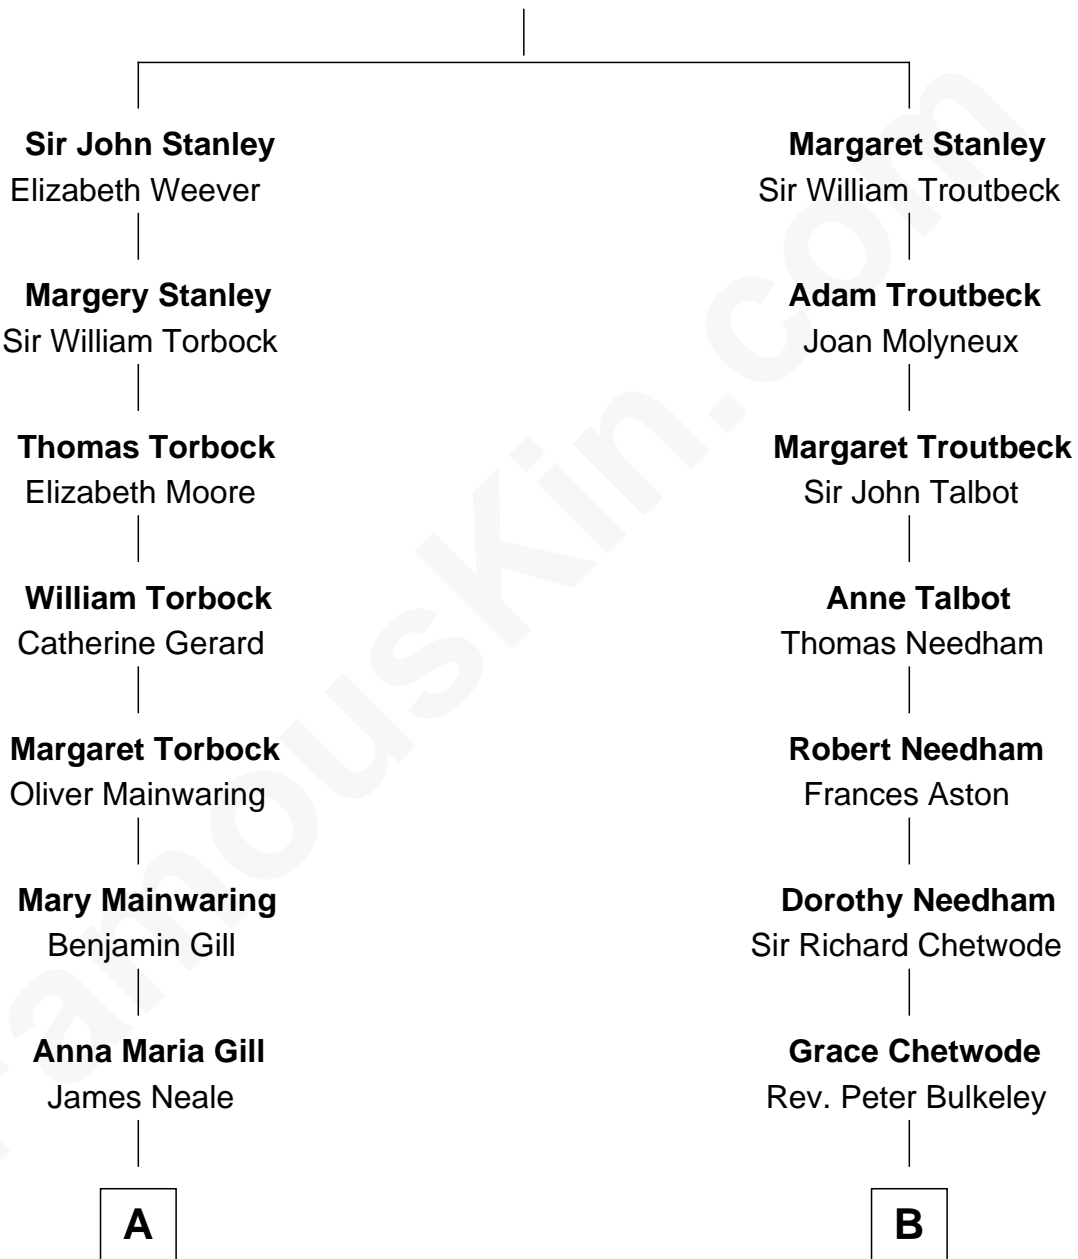 Sir John Stanley
Elizabeth Weever
Margery Stanley
Sir William Torbock
Thomas Torbock
Elizabeth Moore
William Torbock
Catherine Gerard
Margaret Torbock
Oliver Mainwaring
Mary Mainwaring
Benjamin Gill
Anna Maria Gill
James Neale
A
Margaret Stanley
Sir William Troutbeck
Adam Troutbeck
Joan Molyneux
Margaret Troutbeck
Sir John Talbot
Anne Talbot
Thomas Needham
Robert Needham
Frances Aston
Dorothy Needham
Sir Richard Chetwode
Grace Chetwode
Rev. Peter Bulkeley
B
FamousKin.com